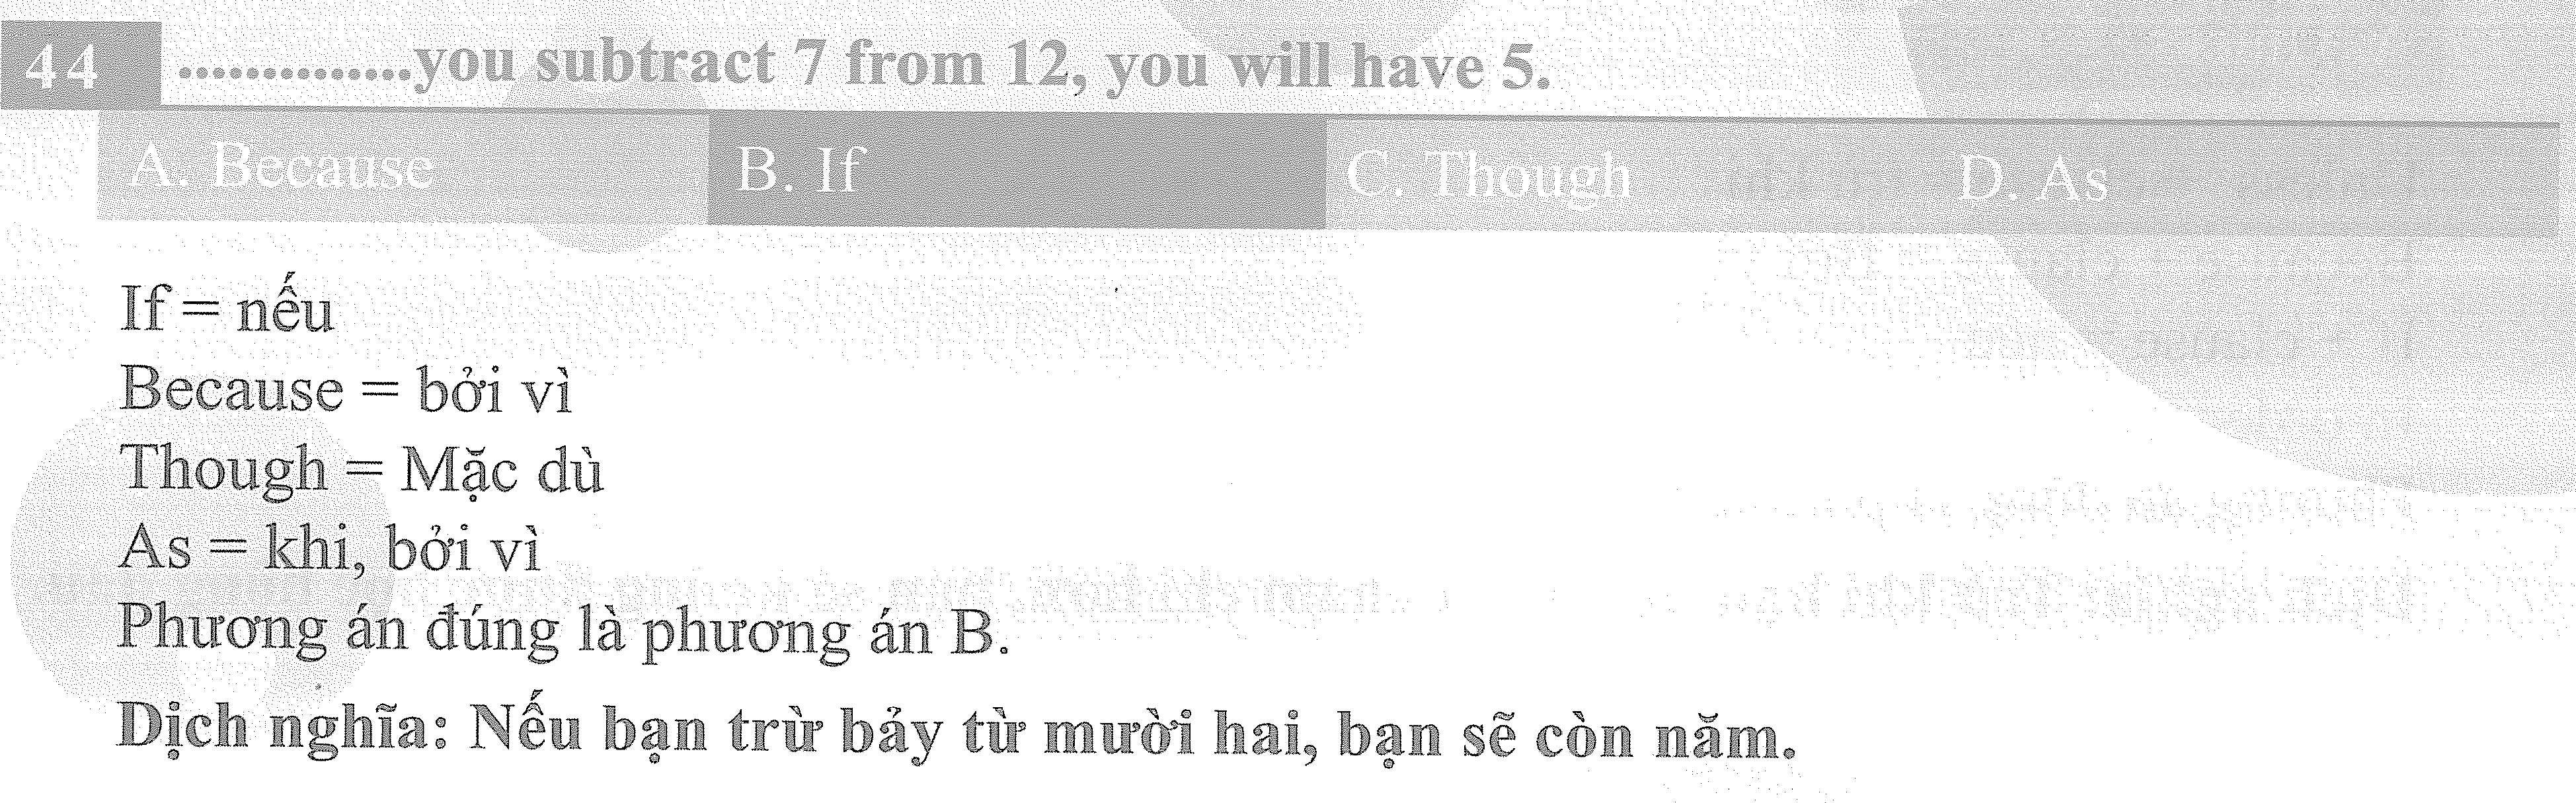 44 ..............you subtract 7 from 12, you will have 5.
A. Because B. If C. Though D. As
If = nếu
Because = bởi vì
Though = Mặc dù
As = khi, bởi vì
Phương án đúng là phương án B.
Dịch nghĩa: Nếu bạn trừ bảy từ mười hai, bạn sẽ còn năm.